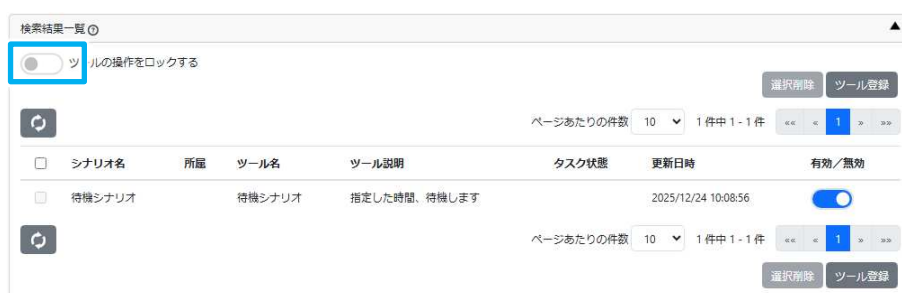 検索結果一覧 ?
ツールの操作をロックする
選択削除 ツール登録
ページあたりの件数 10 1 件中 1 - 1 件 «« « 1 » »»
シナリオ名 所属 ツール名 ツール説明 タスク状態 更新日時 有効／無効
待機シナリオ 待機シナリオ 指定した時間、待機します 2025/12/24 10:08:56
ページあたりの件数 10 1 件中 1 - 1 件 «« « 1 » »»
選択削除 ツール登録